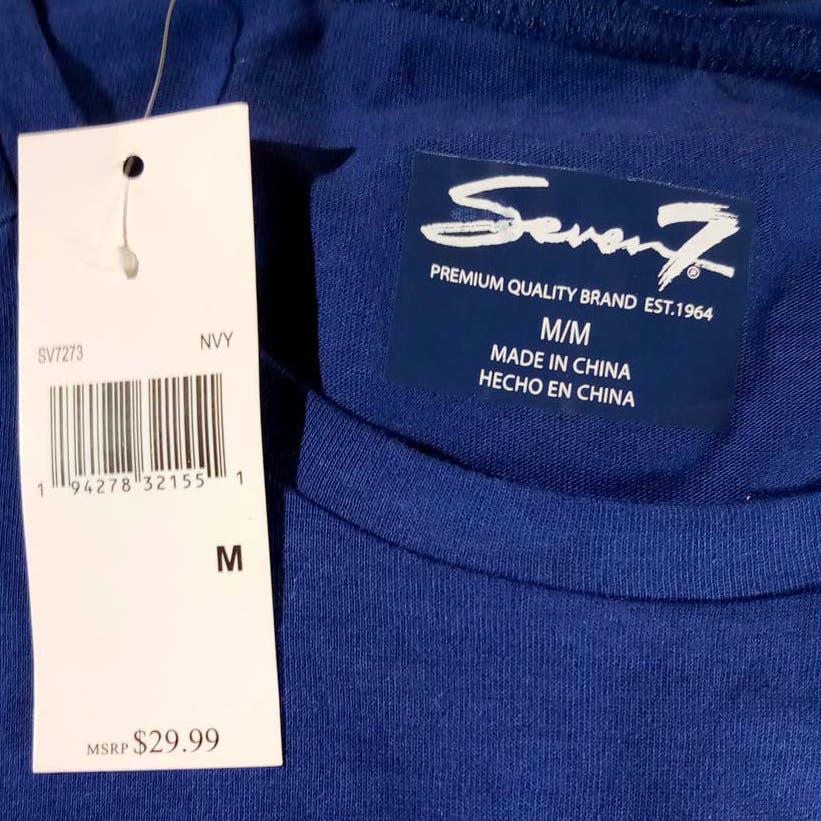 SV7273 NVY
1 94278 32155 1
M
MSRP $29.99
Seven7®
PREMIUM QUALITY BRAND EST.1964
M/M
MADE IN CHINA
HECHO EN CHINA